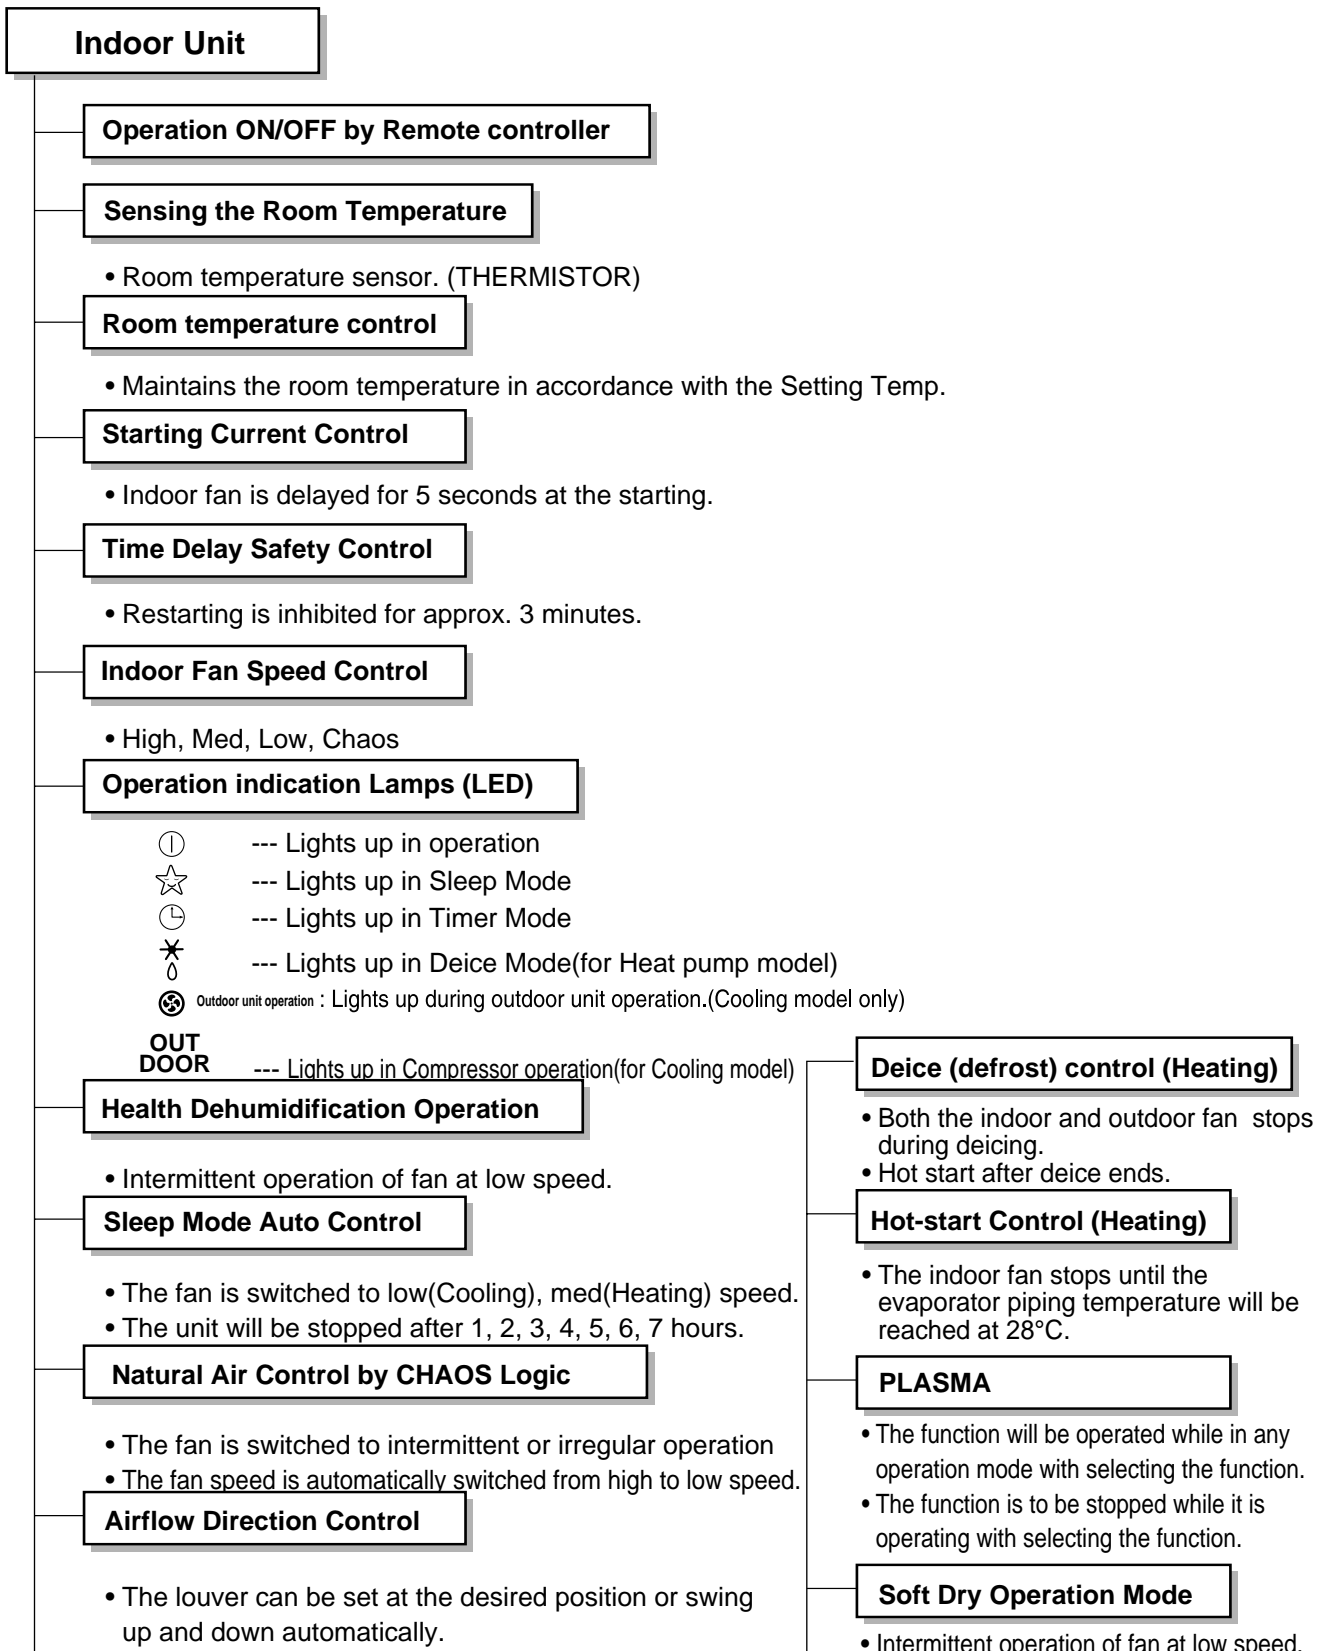 Indoor Unit
Operation ON/OFF by Remote controller
Sensing the Room Temperature
• Room temperature sensor. (THERMISTOR)
Room temperature control
• Maintains the room temperature in accordance with the Setting Temp.
Starting Current Control
• Indoor fan is delayed for 5 seconds at the starting.
Time Delay Safety Control
• Restarting is inhibited for approx. 3 minutes.
Indoor Fan Speed Control
• High, Med, Low, Chaos
Operation indication Lamps (LED)
--- Lights up in operation
--- Lights up in Sleep Mode
--- Lights up in Timer Mode
--- Lights up in Deice Mode(for Heat pump model)
Outdoor unit operation : Lights up during outdoor unit operation.(Cooling model only)
OUT
DOOR --- Lights up in Compressor operation(for Cooling model)
Health Dehumidification Operation
• Intermittent operation of fan at low speed.
Sleep Mode Auto Control
• The fan is switched to low(Cooling), med(Heating) speed.
• The unit will be stopped after 1, 2, 3, 4, 5, 6, 7 hours.
Natural Air Control by CHAOS Logic
• The fan is switched to intermittent or irregular operation
• The fan speed is automatically switched from high to low speed.
Airflow Direction Control
• The louver can be set at the desired position or swing
up and down automatically.
Deice (defrost) control (Heating)
• Both the indoor and outdoor fan stops
during deicing.
• Hot start after deice ends.
Hot-start Control (Heating)
• The indoor fan stops until the
evaporator piping temperature will be
reached at 28°C.
PLASMA
• The function will be operated while in any
operation mode with selecting the function.
• The function is to be stopped while it is
operating with selecting the function.
Soft Dry Operation Mode
• Intermittent operation of fan at low speed.